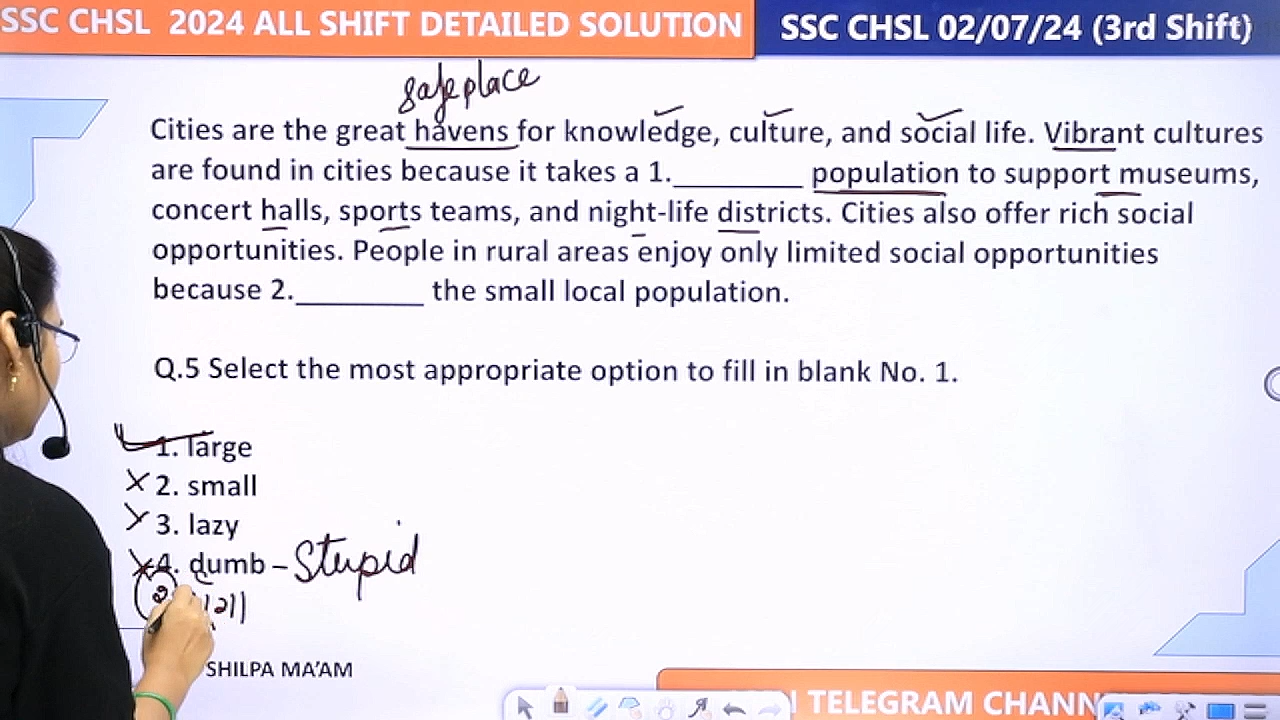 SSC CHSL 2024 ALL SHIFT DETAILED SOLUTION
SSC CHSL 02/07/24 (3rd Shift)
safe place
Cities are the great havens for knowledge, culture, and social life. Vibrant cultures
are found in cities because it takes a 1.________ population to support museums,
concert halls, sports teams, and night-life districts. Cities also offer rich social
opportunities. People in rural areas enjoy only limited social opportunities
because 2.________ the small local population.
Q.5 Select the most appropriate option to fill in blank No. 1.
1. large
2. small
3. lazy
4. dumb – Stupid
SHILPA MA'AM
TELEGRAM